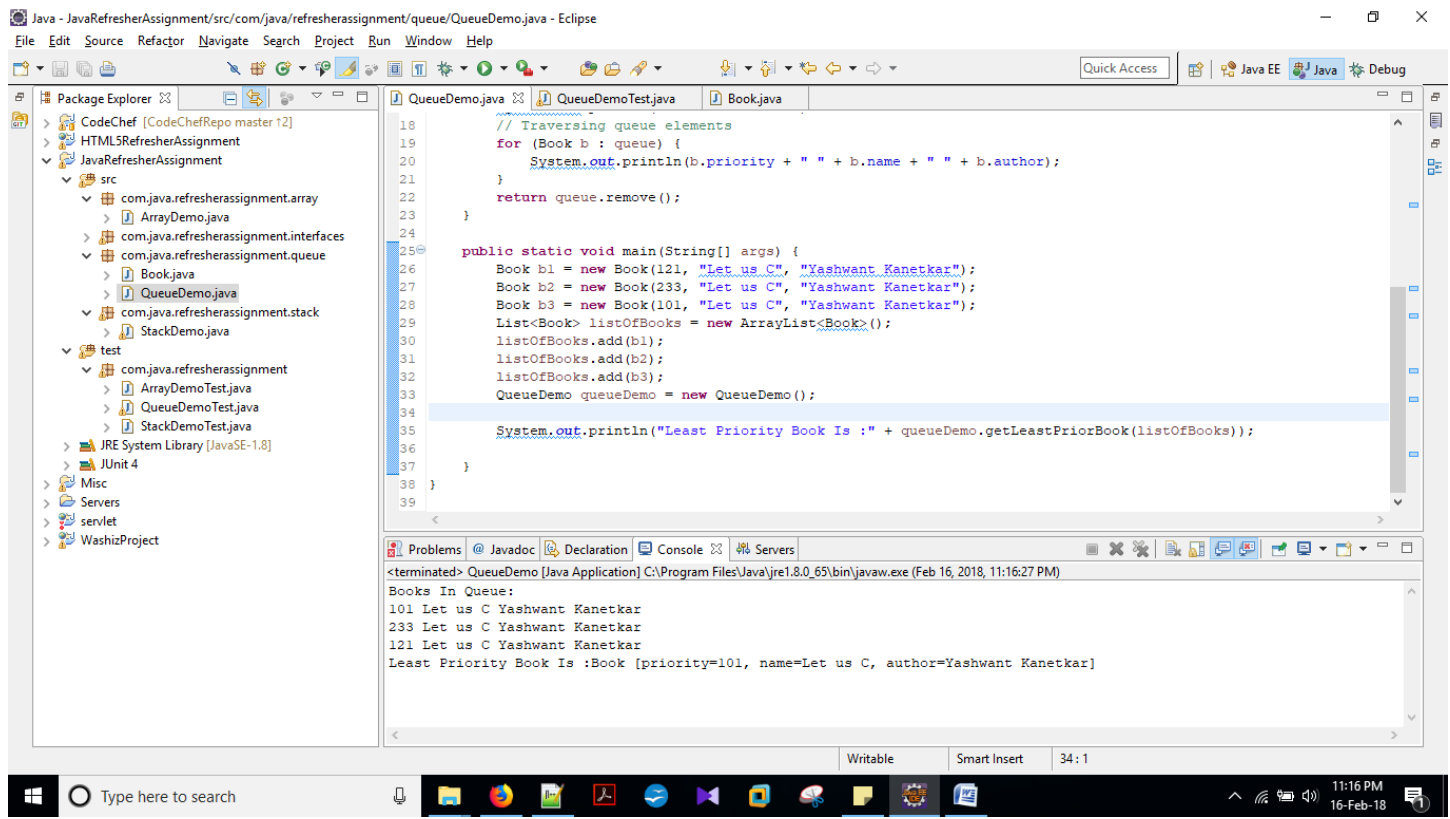 Java - JavaRefresherAssignment/src/com/java/refresherassignment/queue/QueueDemo.java - Eclipse
File Edit Source Refactor Navigate Search Project Run Window Help
Quick Access Java EE Java Debug
Package Explorer
CodeChef [CodeChefRepo master ↑2]
HTML5RefresherAssignment
JavaRefresherAssignment
src
com.java.refresherassignment.array
ArrayDemo.java
com.java.refresherassignment.interfaces
com.java.refresherassignment.queue
Book.java
QueueDemo.java
com.java.refresherassignment.stack
StackDemo.java
test
com.java.refresherassignment
ArrayDemoTest.java
QueueDemoTest.java
StackDemoTest.java
JRE System Library [JavaSE-1.8]
JUnit 4
Misc
Servers
servlet
WashizProject
QueueDemo.java QueueDemoTest.java Book.java
18 // Traversing queue elements
19 for (Book b : queue) {
20 System.out.println(b.priority + " " + b.name + " " + b.author);
21 }
22 return queue.remove();
23 }
24
25 public static void main(String[] args) {
26 Book b1 = new Book(121, "Let us C", "Yashwant Kanetkar");
27 Book b2 = new Book(233, "Let us C", "Yashwant Kanetkar");
28 Book b3 = new Book(101, "Let us C", "Yashwant Kanetkar");
29 List<Book> listOfBooks = new ArrayList<Book>();
30 listOfBooks.add(b1);
31 listOfBooks.add(b2);
32 listOfBooks.add(b3);
33 QueueDemo queueDemo = new QueueDemo();
34
35 System.out.println("Least Priority Book Is :" + queueDemo.getLeastPriorBook(listOfBooks));
36
37 }
38 }
39
Problems @ Javadoc Declaration Console Servers
<terminated> QueueDemo [Java Application] C:\Program Files\Java\jre1.8.0_65\bin\javaw.exe (Feb 16, 2018, 11:16:27 PM)
Books In Queue:
101 Let us C Yashwant Kanetkar
233 Let us C Yashwant Kanetkar
121 Let us C Yashwant Kanetkar
Least Priority Book Is :Book [priority=101, name=Let us C, author=Yashwant Kanetkar]
Writable Smart Insert 34 : 1
Type here to search
11:16 PM
16-Feb-18